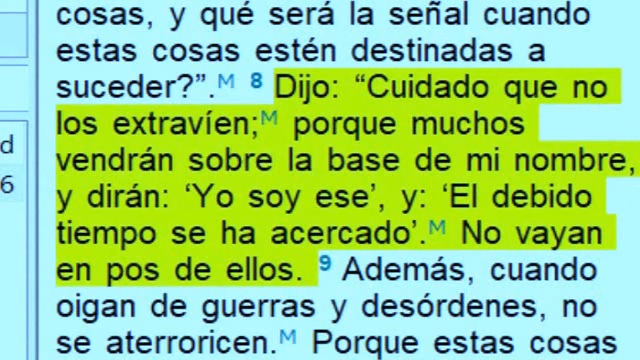 cosas, y qué será la señal cuando
estas cosas estén destinadas a
suceder?”.ᴹ 8 Dijo: “Cuidado que no
los extravíen;ᴹ porque muchos
vendrán sobre la base de mi nombre,
y dirán: ‘Yo soy ese’, y: ‘El debido
tiempo se ha acercado’.ᴹ No vayan
en pos de ellos. 9 Además, cuando
oigan de guerras y desórdenes, no
se aterroricen.ᴹ Porque estas cosas
d
6